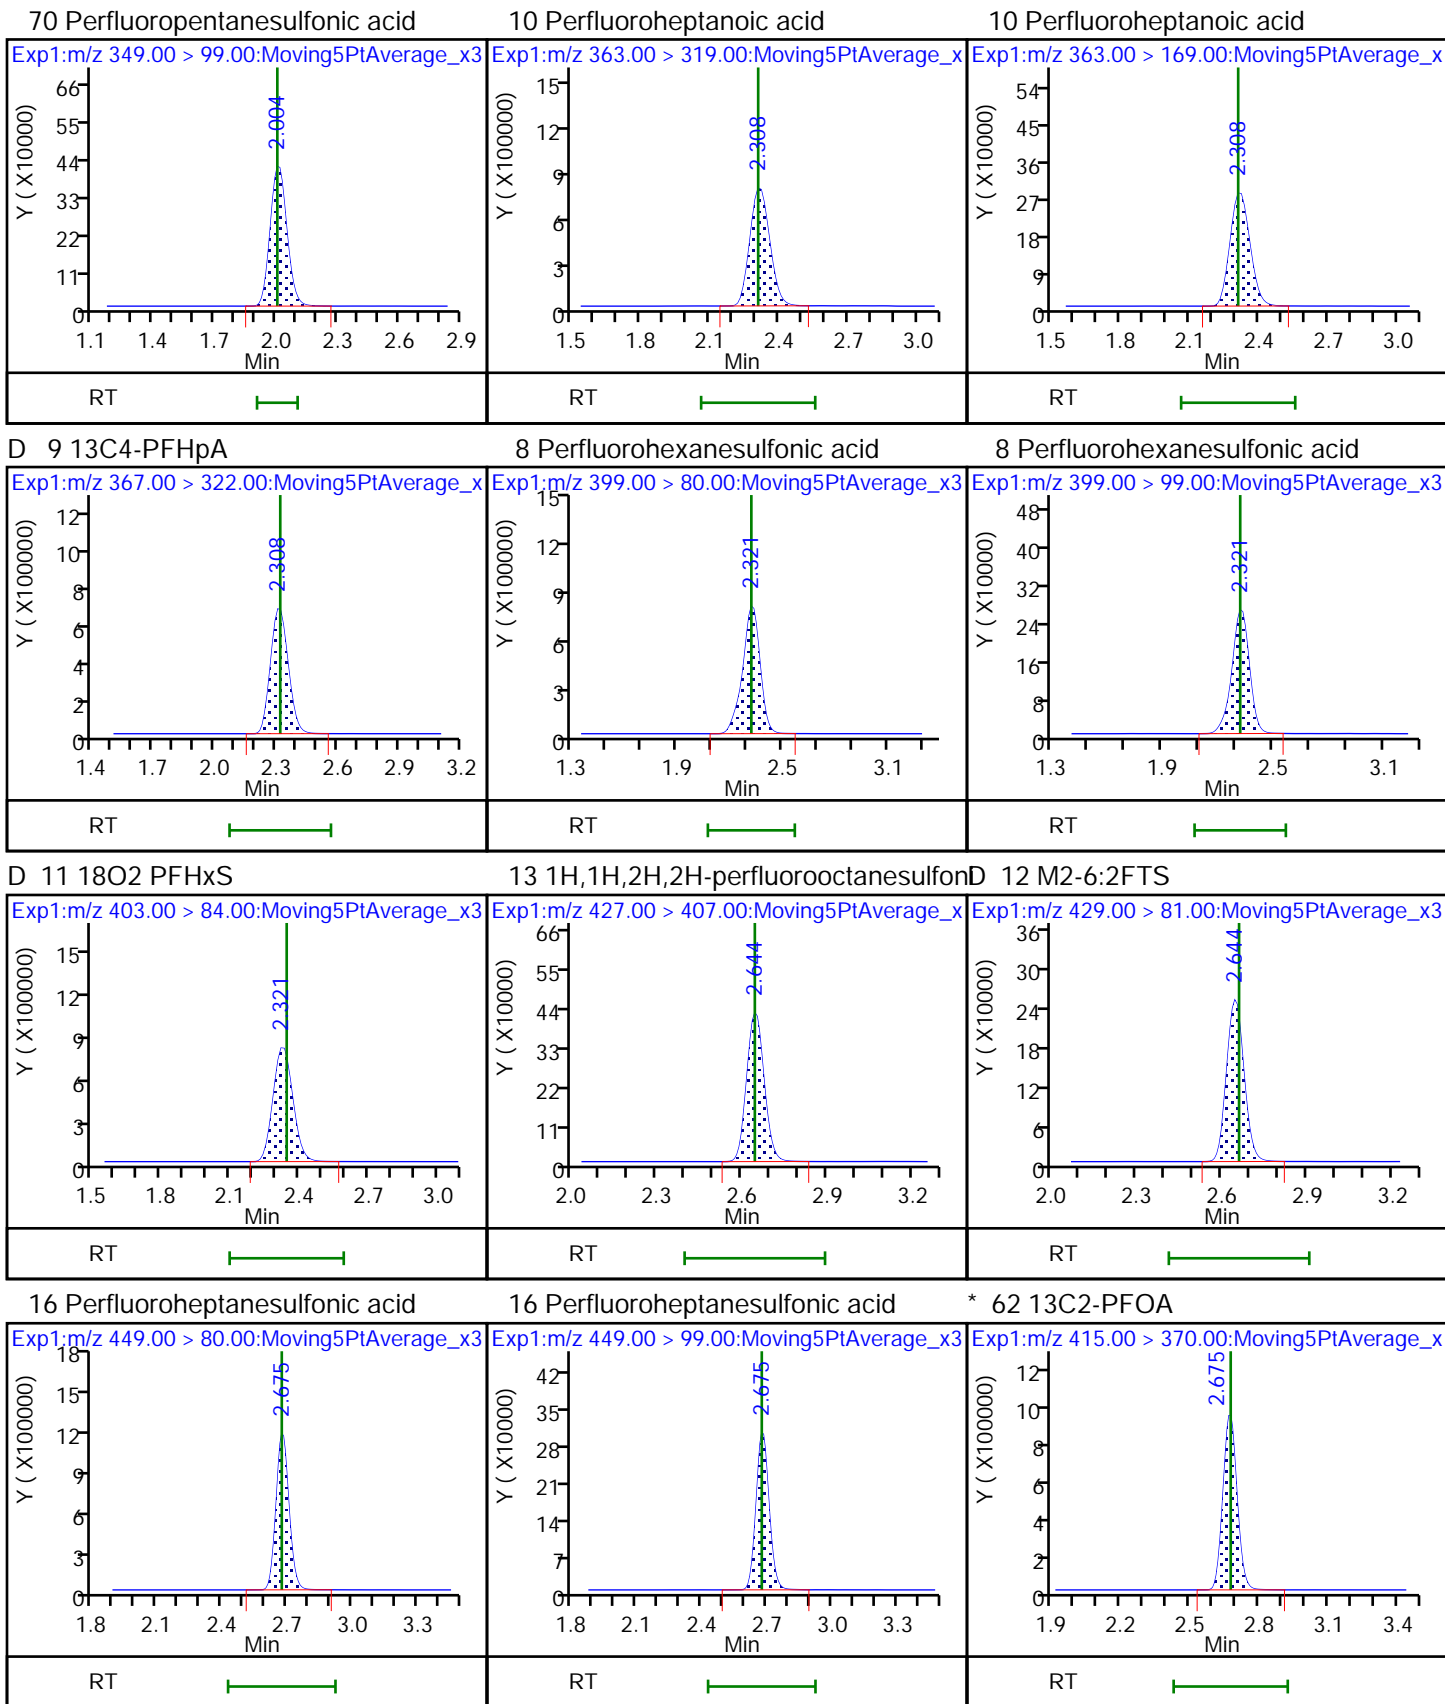 70 Perfluoropentanesulfonic acid
10 Perfluoroheptanoic acid
10 Perfluoroheptanoic acid
Exp1:m/z 349.00 > 99.00:Moving5PtAverage_x3
Exp1:m/z 363.00 > 319.00:Moving5PtAverage_x
Exp1:m/z 363.00 > 169.00:Moving5PtAverage_x
Y ( X10000)
66
55
44
33
22
11
0
2.004
1.1 1.4 1.7 2.0 2.3 2.6 2.9
Min
RT
Y ( X100000)
15
12
9
6
3
0
2.308
1.5 1.8 2.1 2.4 2.7 3.0
Min
RT
Y ( X10000)
54
45
36
27
18
9
0
2.308
1.5 1.8 2.1 2.4 2.7 3.0
Min
RT
D 9 13C4-PFHpA
8 Perfluorohexanesulfonic acid
8 Perfluorohexanesulfonic acid
Exp1:m/z 367.00 > 322.00:Moving5PtAverage_x
Exp1:m/z 399.00 > 80.00:Moving5PtAverage_x3
Exp1:m/z 399.00 > 99.00:Moving5PtAverage_x3
Y ( X100000)
12
10
8
6
4
2
0
2.308
1.4 1.7 2.0 2.3 2.6 2.9 3.2
Min
RT
Y ( X100000)
15
12
9
6
3
0
2.321
1.3 1.9 2.5 3.1
Min
RT
Y ( X10000)
48
40
32
24
16
8
0
2.321
1.3 1.9 2.5 3.1
Min
RT
D 11 18O2 PFHxS
13 1H,1H,2H,2H-perfluorooctanesulfoni
D 12 M2-6:2FTS
Exp1:m/z 403.00 > 84.00:Moving5PtAverage_x3
Exp1:m/z 427.00 > 407.00:Moving5PtAverage_x
Exp1:m/z 429.00 > 81.00:Moving5PtAverage_x3
Y ( X100000)
15
12
9
6
3
0
2.321
1.5 1.8 2.1 2.4 2.7 3.0
Min
RT
Y ( X10000)
66
55
44
33
22
11
0
2.644
2.0 2.3 2.6 2.9 3.2
Min
RT
Y ( X10000)
36
30
24
18
12
6
0
2.644
2.0 2.3 2.6 2.9 3.2
Min
RT
16 Perfluoroheptanesulfonic acid
16 Perfluoroheptanesulfonic acid
* 62 13C2-PFOA
Exp1:m/z 449.00 > 80.00:Moving5PtAverage_x3
Exp1:m/z 449.00 > 99.00:Moving5PtAverage_x3
Exp1:m/z 415.00 > 370.00:Moving5PtAverage_x
Y ( X100000)
18
15
12
9
6
3
0
2.675
1.8 2.1 2.4 2.7 3.0 3.3
Min
RT
Y ( X10000)
42
35
28
21
14
7
0
2.675
1.8 2.1 2.4 2.7 3.0 3.3
Min
RT
Y ( X100000)
12
10
8
6
4
2
0
2.675
1.9 2.2 2.5 2.8 3.1 3.4
Min
RT